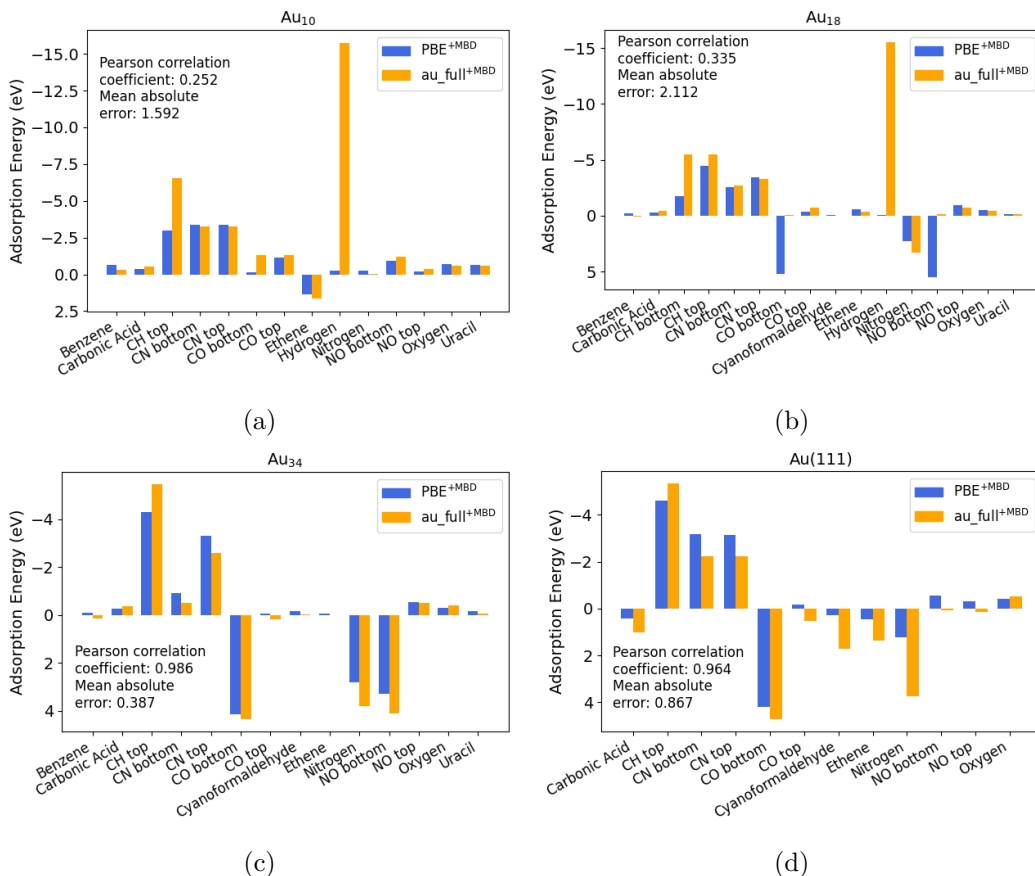 Au₁₀
Adsorption Energy (eV)
−15.0
−12.5
−10.0
−7.5
−5.0
−2.5
0.0
2.5
Pearson correlation
coefficient: 0.252
Mean absolute
error: 1.592
PBE⁺ᴹᴮᴰ
au_full⁺ᴹᴮᴰ
Benzene
Carbonic Acid
CH top
CN bottom
CN top
CO bottom
CO top
Ethene
Hydrogen
Nitrogen
NO bottom
NO top
Oxygen
Uracil
(a)
Au₁₈
Adsorption Energy (eV)
−15
−10
−5
0
5
Pearson correlation
coefficient: 0.335
Mean absolute
error: 2.112
PBE⁺ᴹᴮᴰ
au_full⁺ᴹᴮᴰ
Benzene
Carbonic Acid
CH bottom
CH top
CN bottom
CN top
CO bottom
CO top
Cyanoformaldehyde
Ethene
Hydrogen
Nitrogen
NO bottom
NO top
Oxygen
Uracil
(b)
Au₃₄
Adsorption Energy (eV)
−4
−2
0
2
4
PBE⁺ᴹᴮᴰ
au_full⁺ᴹᴮᴰ
Pearson correlation
coefficient: 0.986
Mean absolute
error: 0.387
Benzene
Carbonic Acid
CH top
CN bottom
CN top
CO bottom
CO top
Cyanoformaldehyde
Ethene
Nitrogen
NO bottom
NO top
Oxygen
Uracil
(c)
Au(111)
Adsorption Energy (eV)
−4
−2
0
2
4
PBE⁺ᴹᴮᴰ
au_full⁺ᴹᴮᴰ
Pearson correlation
coefficient: 0.964
Mean absolute
error: 0.867
Carbonic Acid
CH top
CN bottom
CN top
CO bottom
CO top
Cyanoformaldehyde
Ethene
Nitrogen
NO bottom
NO top
Oxygen
(d)